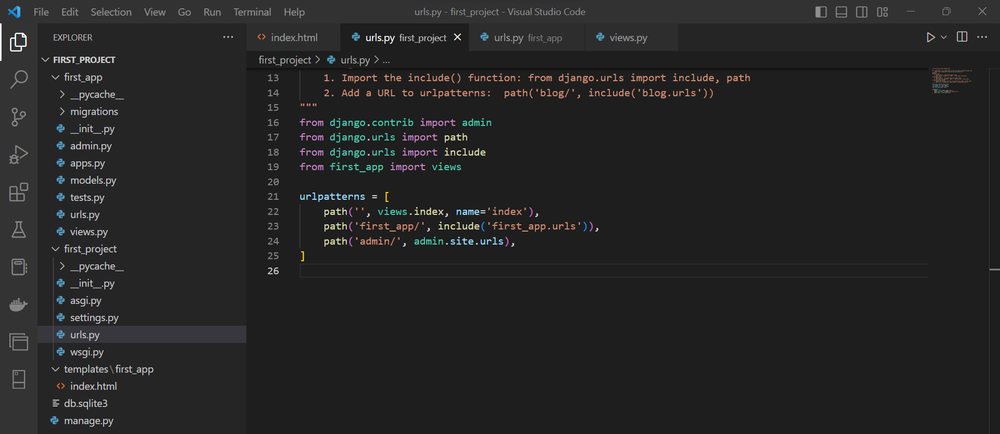 File Edit Selection View Go Run Terminal Help urls.py - first_project - Visual Studio Code
EXPLORER ···
index.html urls.py first_project × urls.py first_app views.py
FIRST_PROJECT
first_project > urls.py > ...
first_app
__pycache__
migrations
__init__.py
admin.py
apps.py
models.py
tests.py
urls.py
views.py
first_project
__pycache__
__init__.py
asgi.py
settings.py
urls.py
wsgi.py
templates\first_app
index.html
db.sqlite3
manage.py
13 1. Import the include() function: from django.urls import include, path
14 2. Add a URL to urlpatterns:  path('blog/', include('blog.urls'))
15 """
16 from django.contrib import admin
17 from django.urls import path
18 from django.urls import include
19 from first_app import views
20
21 urlpatterns = [
22 path('', views.index, name='index'),
23 path('first_app/', include('first_app.urls')),
24 path('admin/', admin.site.urls),
25 ]
26